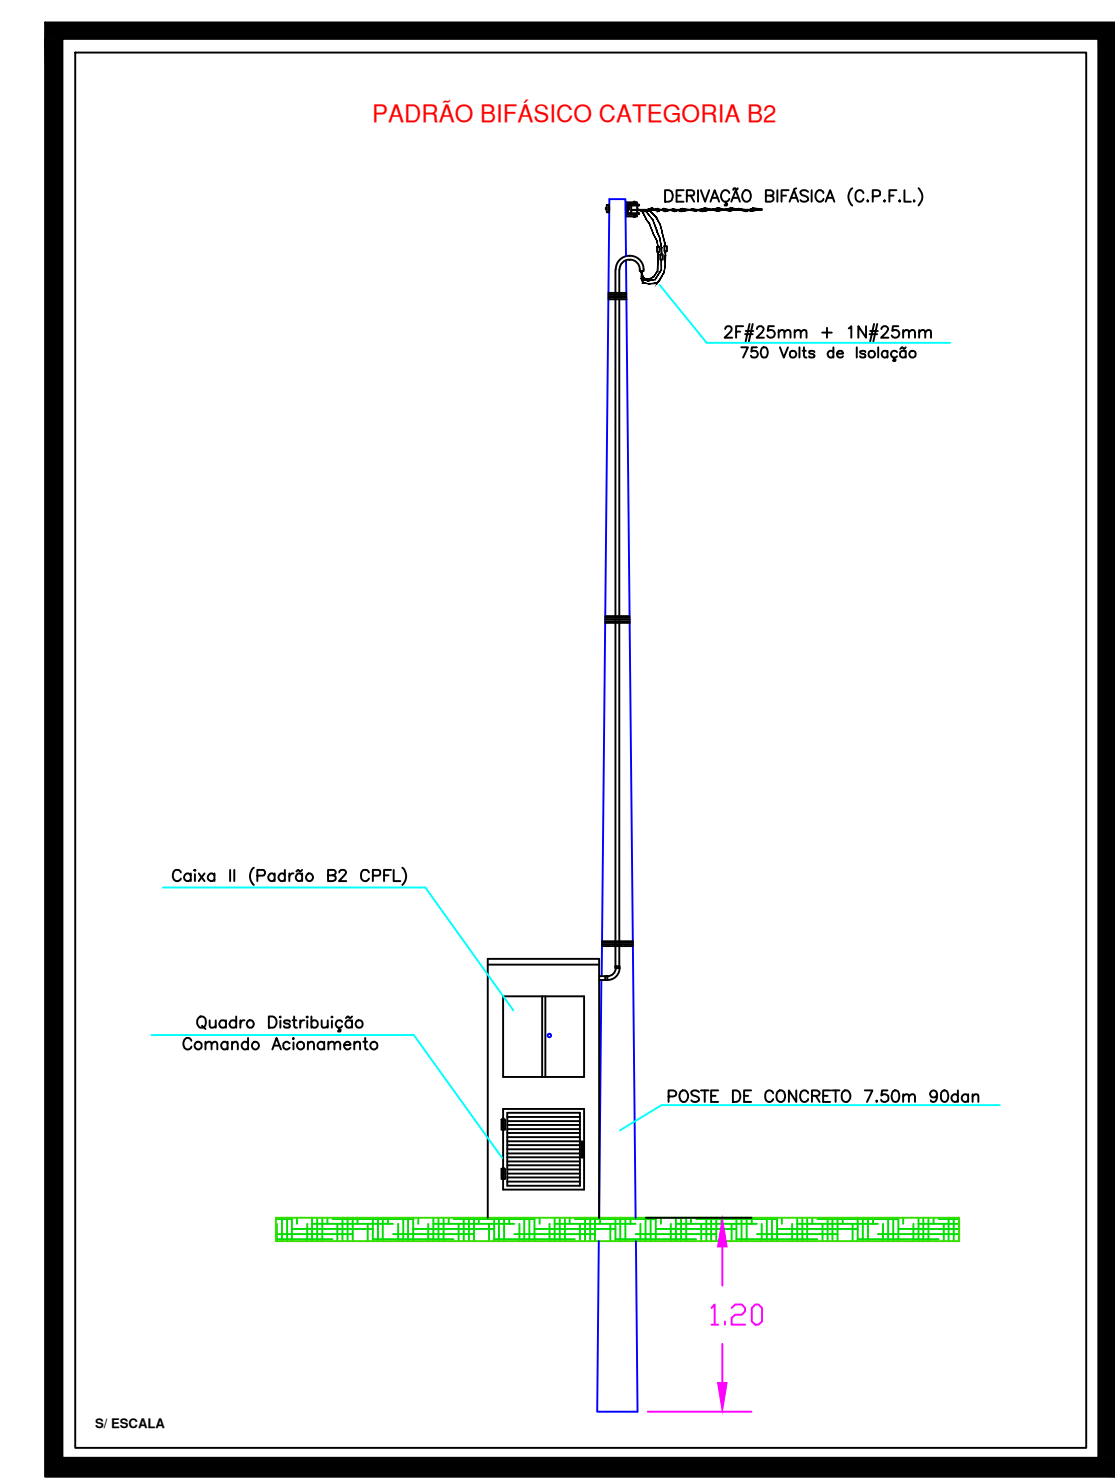 PADRÃO BIFÁSICO CATEGORIA B2
DERIVAÇÃO BIFÁSICA (C.P.F.L.)
2F#25mm + 1N#25mm
750 Volts de Isolação
Caixa II (Padrão B2 CPFL)
Quadro Distribuição
Comando Acionamento
POSTE DE CONCRETO 7.50m 90dan
1.20
S/ ESCALA